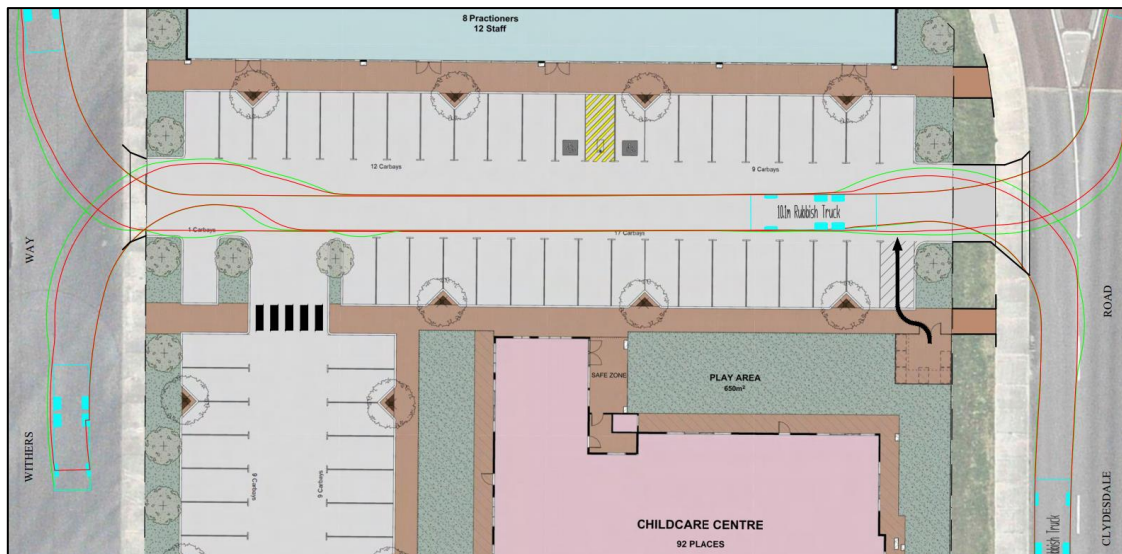 8 Practioners
12 Staff
12 Carbays
9 Carbays
10.1m Rubbish Truck
1 Carbays
17 Carbays
WAY
ROAD
SAFE ZONE
PLAY AREA
650m²
WITHERS
9 Carbays
9 Carbays
CHILDCARE CENTRE
92 PLACES
CLYDESDALE
Rubbish Truck